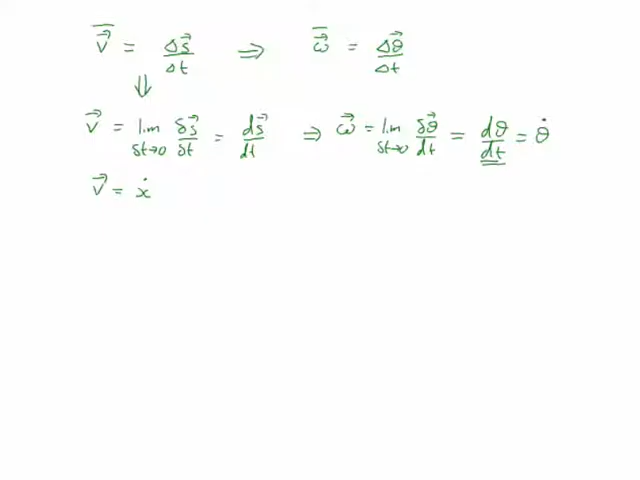 v⃗̅ = Δs⃗/Δt ⇒ ω⃗̅ = Δθ⃗/Δt
⇓
v⃗ = lim δt→0 δs⃗/δt = ds⃗/dt ⇒ ω⃗ = lim δt→0 δθ⃗/dt = dθ/dt = θ̇
v⃗ = ẋ